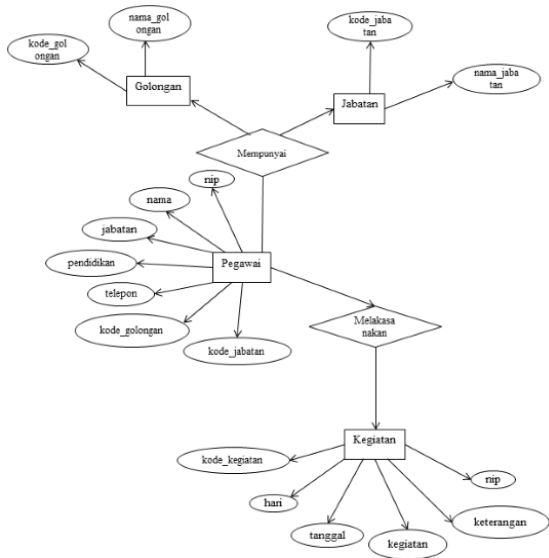 nama_gol
ongan
kode_jaba
tan
kode_gol
ongan
nama_jaba
tan
Golongan
Jabatan
Mempunyai
nip
nama
jabatan
pendidikan
Pegawai
telepon
kode_golongan
kode_jabatan
Melakasa
nakan
Kegiatan
kode_kegiatan
nip
hari
keterangan
tanggal
kegiatan